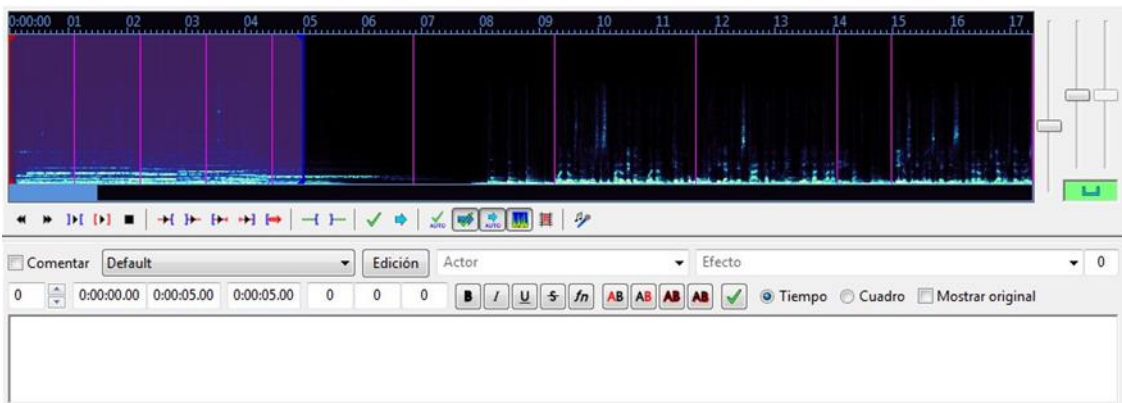 0:00:00 01 02 03 04 05 06 07 08 09 10 11 12 13 14 15 16 17
AUTO AUTO
Comentar Default Edición Actor Efecto 0
0 0:00:00.00 0:00:05.00 0:00:05.00 0 0 0 B I U S fn AB AB AB AB Tiempo Cuadro Mostrar original